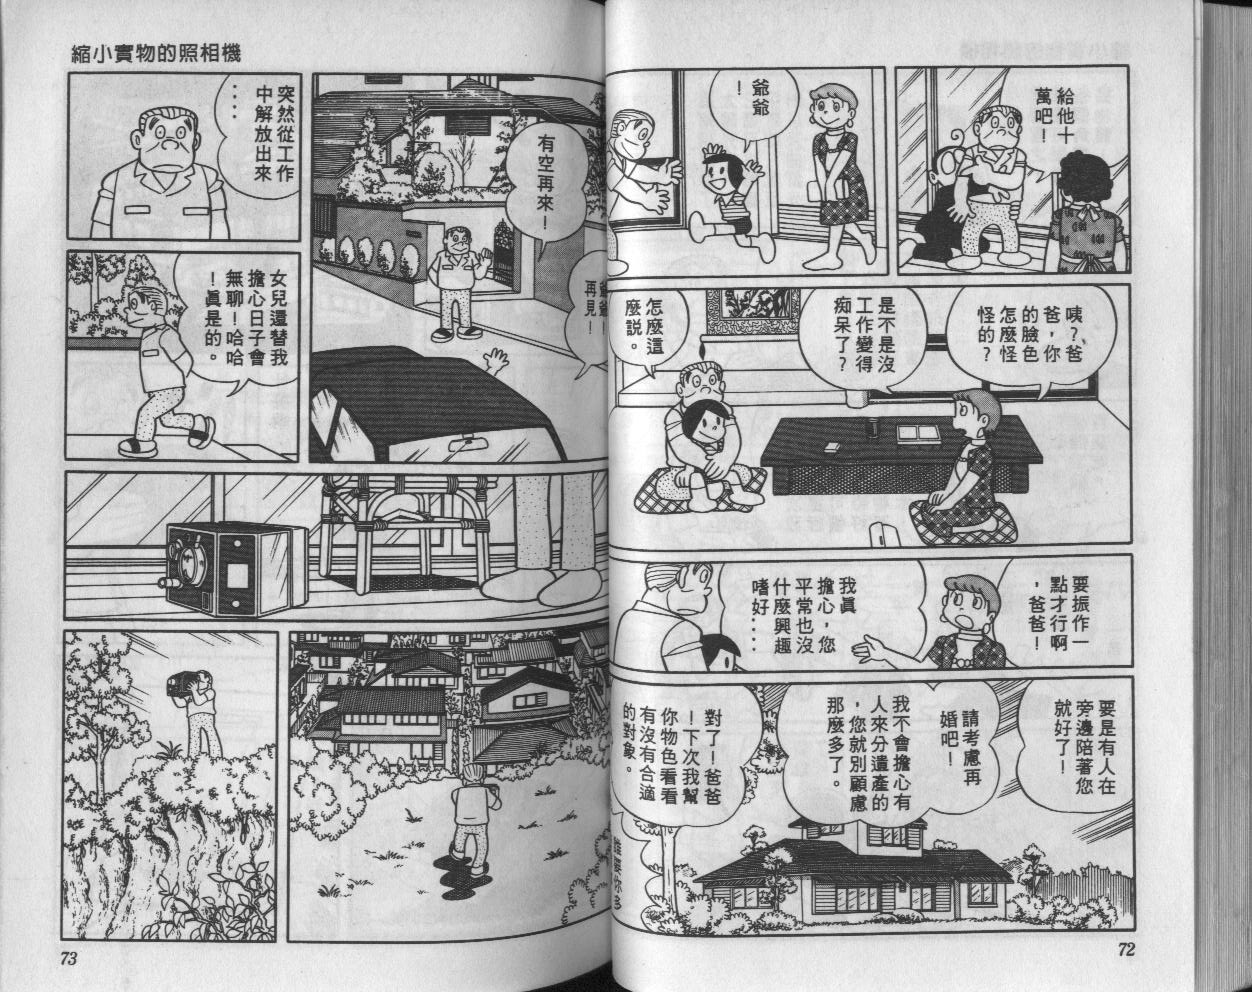 給他十
萬吧！
爺爺
！
咦？爸
爸，你
的臉色
怎麼怪
怪的？
是不是沒
工作變得
痴呆了？
怎麼這
麼説。
要振作一
點才行啊
，爸爸！
我眞
擔心，您
平常也沒
什麼興趣
嗜好……
要是有人在
旁邊陪著您
就好了！
請考慮再
婚吧！
我不會擔心有
人來分遺產的
，您就別顧慮
那麼多了。
對了！爸爸
！下次我幫
你物色看看
有沒有合適
的對象。
72
縮小實物的照相機
有空再來！
再見！
突然從工作
中解放出來
……
女兒還替我
擔心日子會
無聊！哈哈
！眞是的。
73